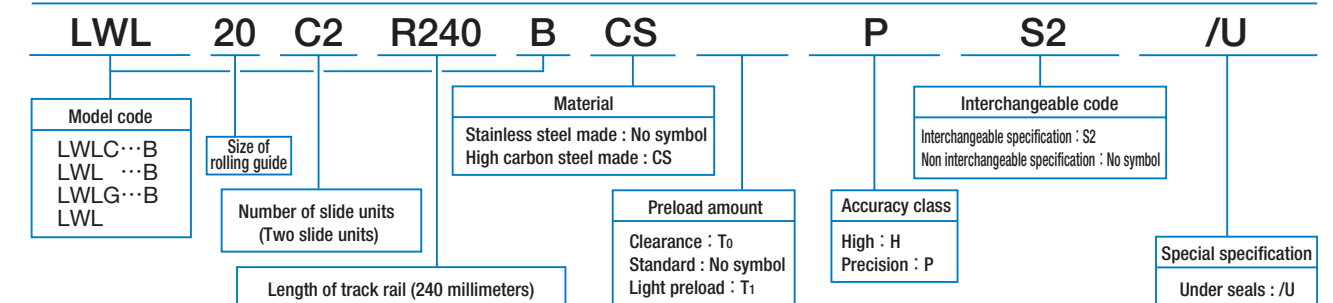 LWL 20 C2 R240 B CS P S2 /U
Model code
LWLC…B
LWL …B
LWLG…B
LWL
Size of
rolling guide
Number of slide units
(Two slide units)
Length of track rail (240 millimeters)
Material
Stainless steel made : No symbol
High carbon steel made : CS
Preload amount
Clearance : T₀
Standard : No symbol
Light preload : T₁
Accuracy class
High : H
Precision : P
Interchangeable code
Interchangeable specification : S2
Non interchangeable specification : No symbol
Special specification
Under seals : /U